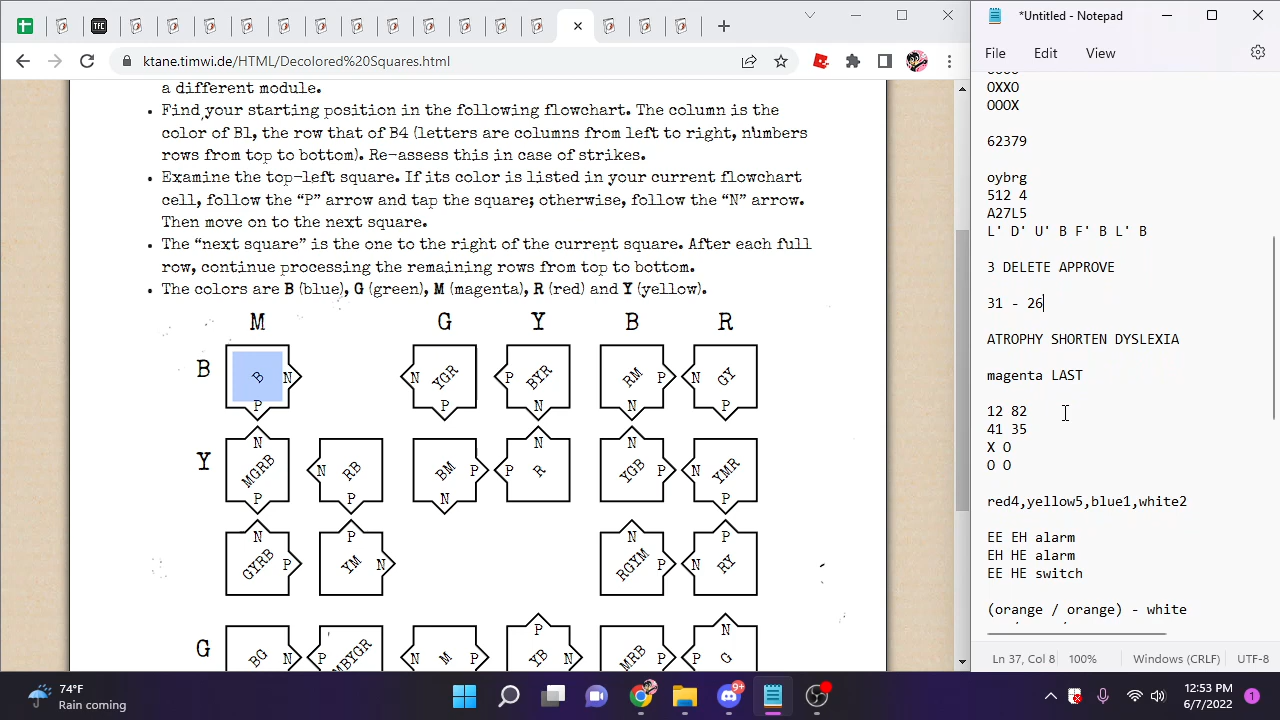 TFC
ktane.timwi.de/HTML/Decolored%20Squares.html
a different module.
• Find your starting position in the following flowchart. The column is the
color of B1, the row that of B4 (letters are columns from left to right, numbers
rows from top to bottom). Re-assess this in case of strikes.
• Examine the top-left square. If its color is listed in your current flowchart
cell, follow the “P” arrow and tap the square; otherwise, follow the “N” arrow.
Then move on to the next square.
• The “next square” is the one to the right of the current square. After each full
row, continue processing the remaining rows from top to bottom.
• The colors are B (blue), G (green), M (magenta), R (red) and Y (yellow).
M G Y B R
B
B N P
N YGR P
P BYR N
RM P N
N GY P
Y
N MGRB P
N RB P
BM P N
N P R
N YGB P
N YMR P
N GYRB P
P YM N
N RGYM P
P N RY
G
BG N
P MBYGR
N M P
P YB N
MRB P
N P G
*Untitled - Notepad
File Edit View
OXXO
OOOX
62379
oybrg
512 4
A27L5
L' D' U' B F' B L' B
3 DELETE APPROVE
31 - 26
ATROPHY SHORTEN DYSLEXIA
magenta LAST
12 82
41 35
X O
O O
red4,yellow5,blue1,white2
EE EH alarm
EH HE alarm
EE HE switch
(orange / orange) - white
Ln 37, Col 8 100% Windows (CRLF) UTF-8
74°F
Rain coming
9+
12:53 PM
6/7/2022
1